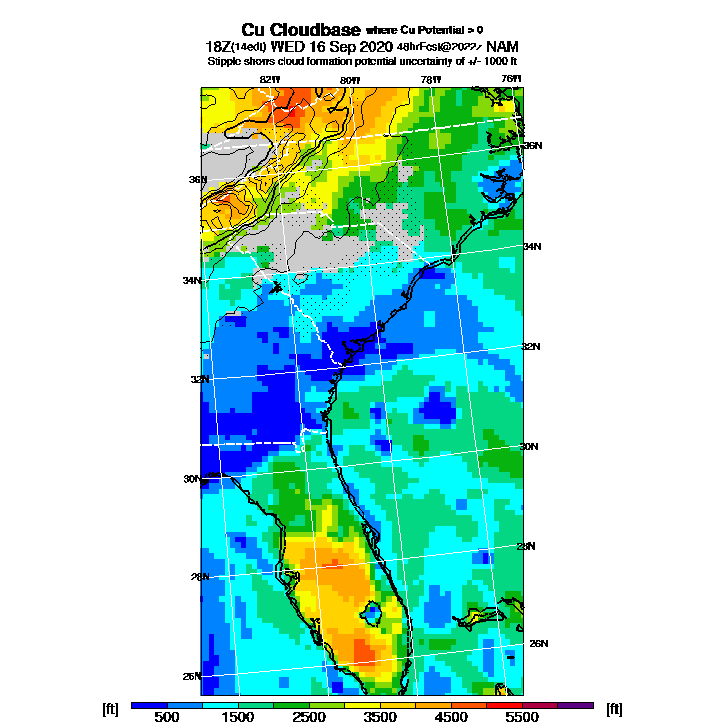 Cu Cloudbase where Cu Potential > 0
18Z(14edt) WED 16 Sep 2020 48hrFcst@2022z NAM
Stipple shows cloud formation potential uncertainty of +/- 1000 ft
82W 80W 78W 76W
36N
36N
34N
34N
32N
32N
30N
30N
28N
28N
26N
26N
[ft] 500 1500 2500 3500 4500 5500 [ft]